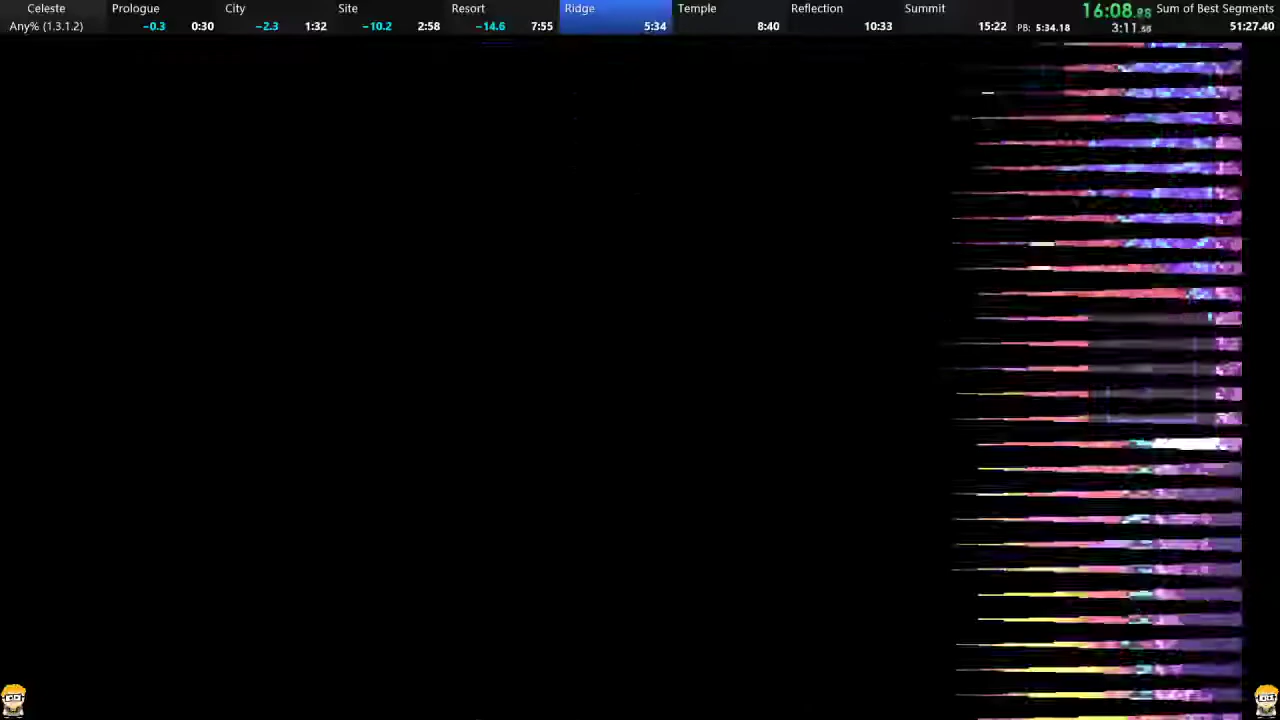 Celeste Prologue City Site Resort Ridge Temple Reflection Summit 16:08.98 Sum of Best Segments
Any% (1.3.1.2) −0.3 0:30 −2.3 1:32 −10.2 2:58 −14.6 7:55 5:34 8:40 10:33 15:22 PB: 5:34.18 3:11.58 51:27.40